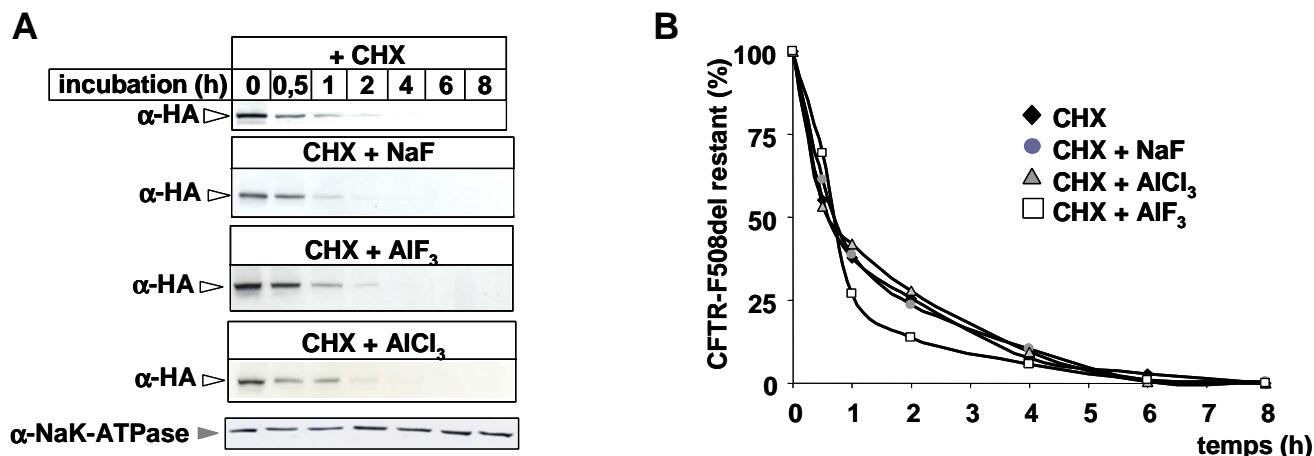 A
+ CHX
incubation (h) 0 0,5 1 2 4 6 8
α-HA
CHX + NaF
α-HA
CHX + AlF3
α-HA
CHX + AlCl3
α-HA
α-NaK-ATPase
B
CFTR-F508del restant (%)
100
75
50
25
0
0 1 2 3 4 5 6 7 8
temps (h)
CHX
CHX + NaF
CHX + AlCl3
CHX + AlF3